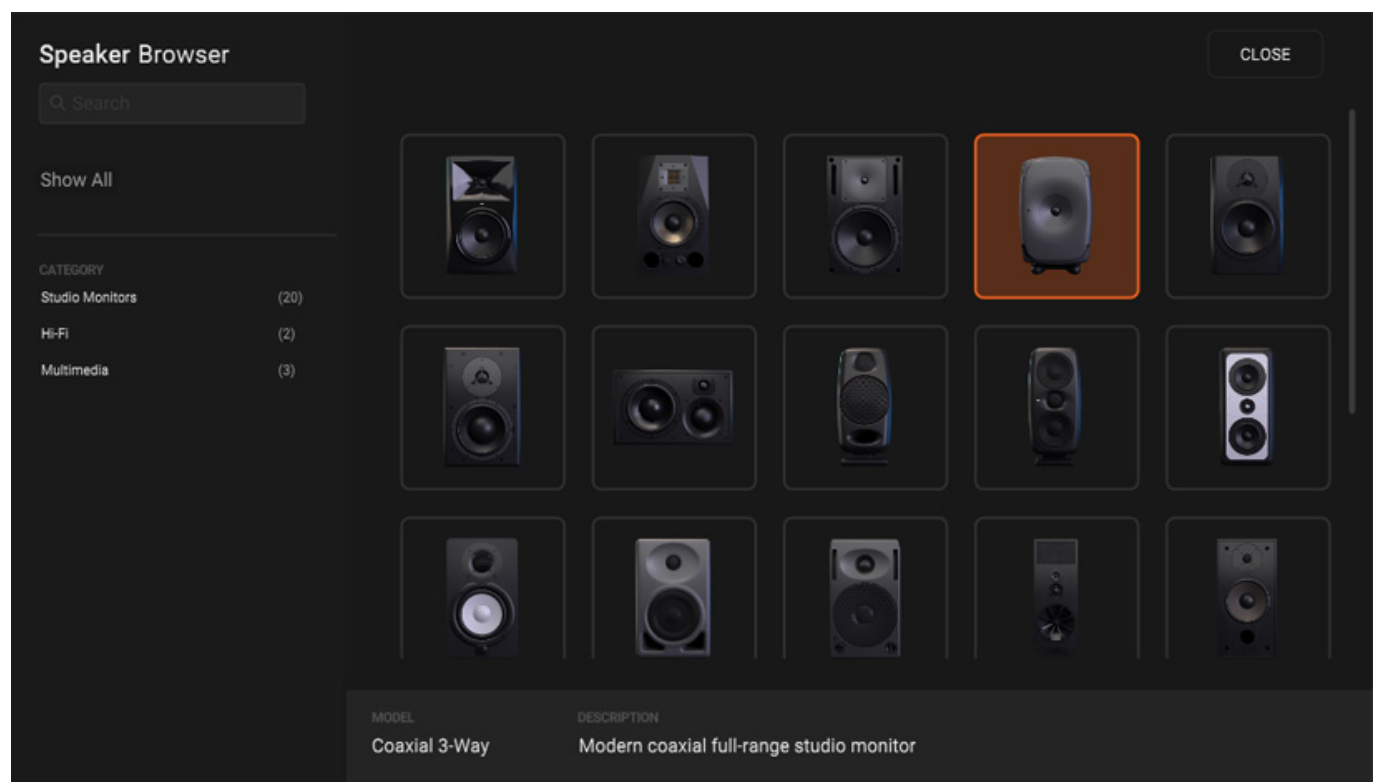 Speaker Browser
Search
Show All
CATEGORY
Studio Monitors (20)
Hi-Fi (2)
Multimedia (3)
CLOSE
MODEL
Coaxial 3-Way
DESCRIPTION
Modern coaxial full-range studio monitor